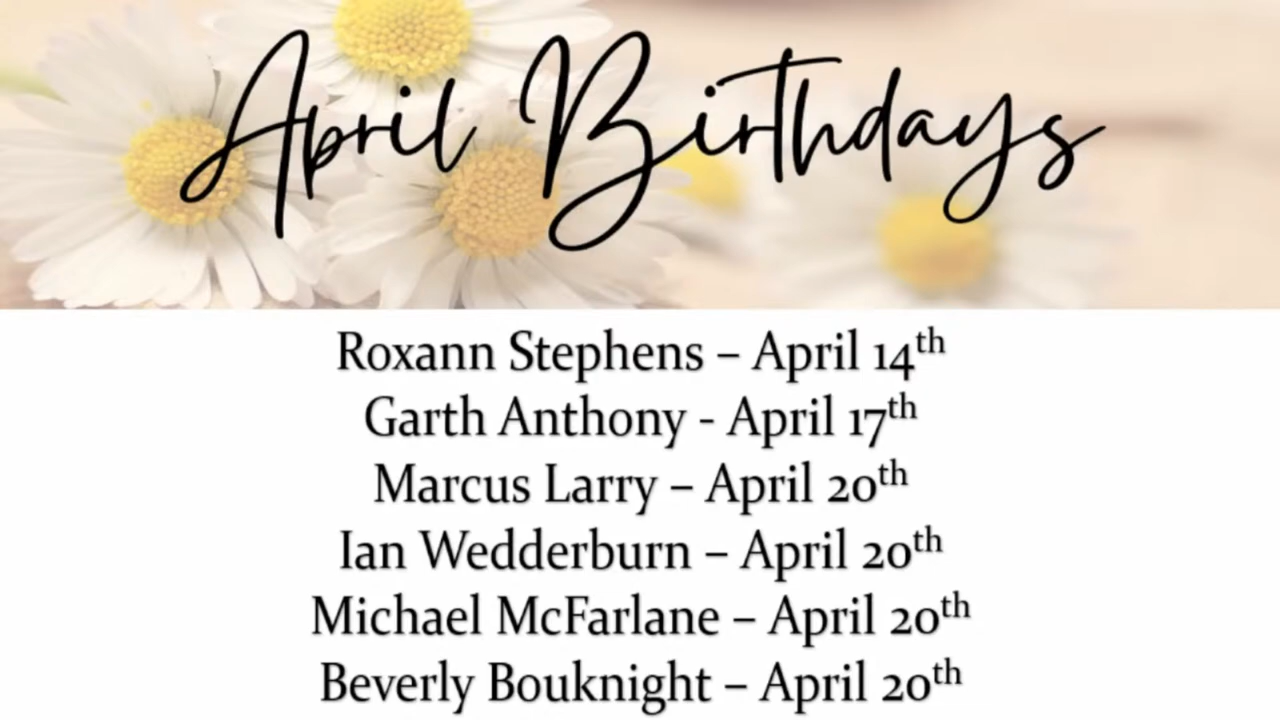 April Birthdays
Roxann Stephens – April 14th
Garth Anthony - April 17th
Marcus Larry – April 20th
Ian Wedderburn – April 20th
Michael McFarlane – April 20th
Beverly Bouknight – April 20th